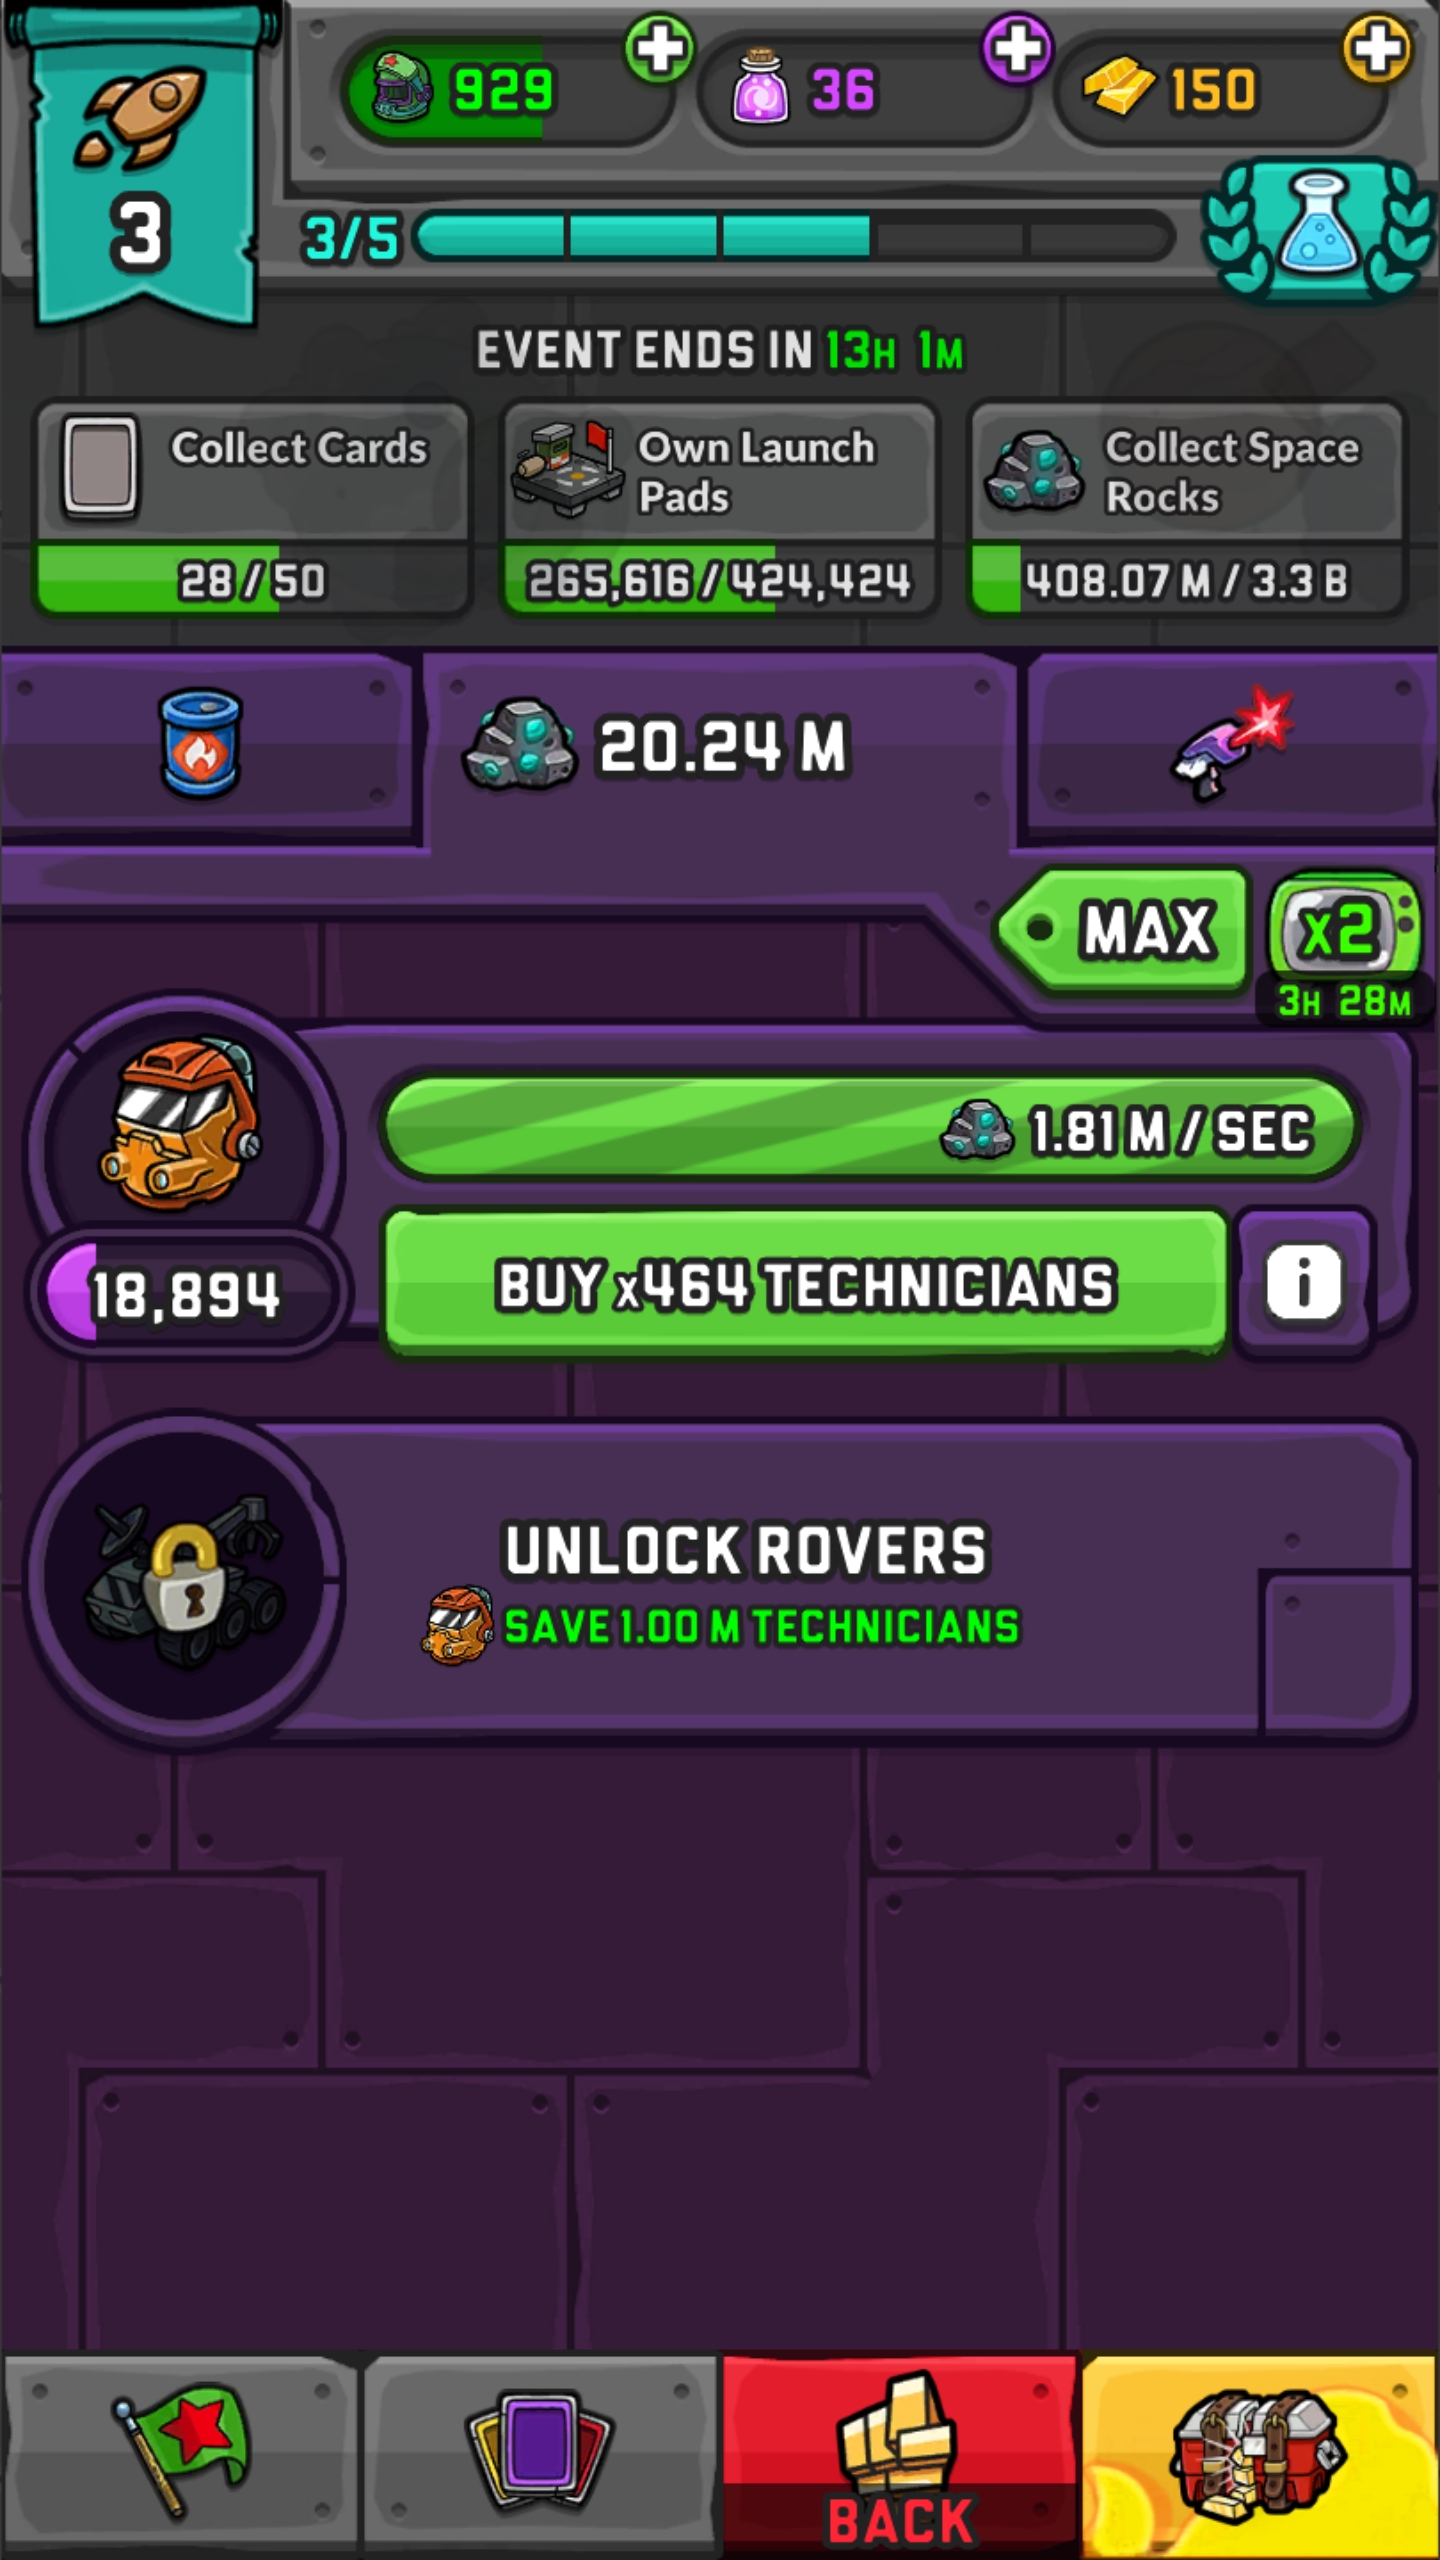 929
36
150
3
3/5
EVENT ENDS IN 13H 1M
Collect Cards
28/50
Own Launch
Pads
265,616/424,424
Collect Space
Rocks
408.07 M / 3.3 B
20.24 M
MAX
x2
3H 28M
1.81 M / SEC
18,894
BUY x464 TECHNICIANS
i
UNLOCK ROVERS
SAVE 1.00 M TECHNICIANS
BACK